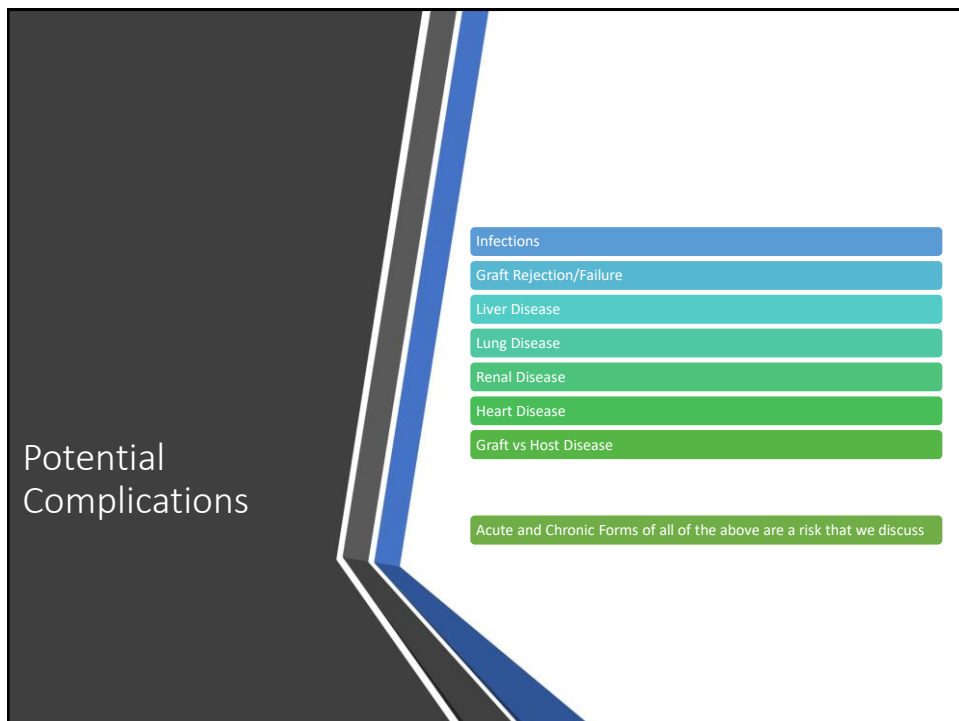 Potential
Complications
Infections
Graft Rejection/Failure
Liver Disease
Lung Disease
Renal Disease
Heart Disease
Graft vs Host Disease
Acute and Chronic Forms of all of the above are a risk that we discuss